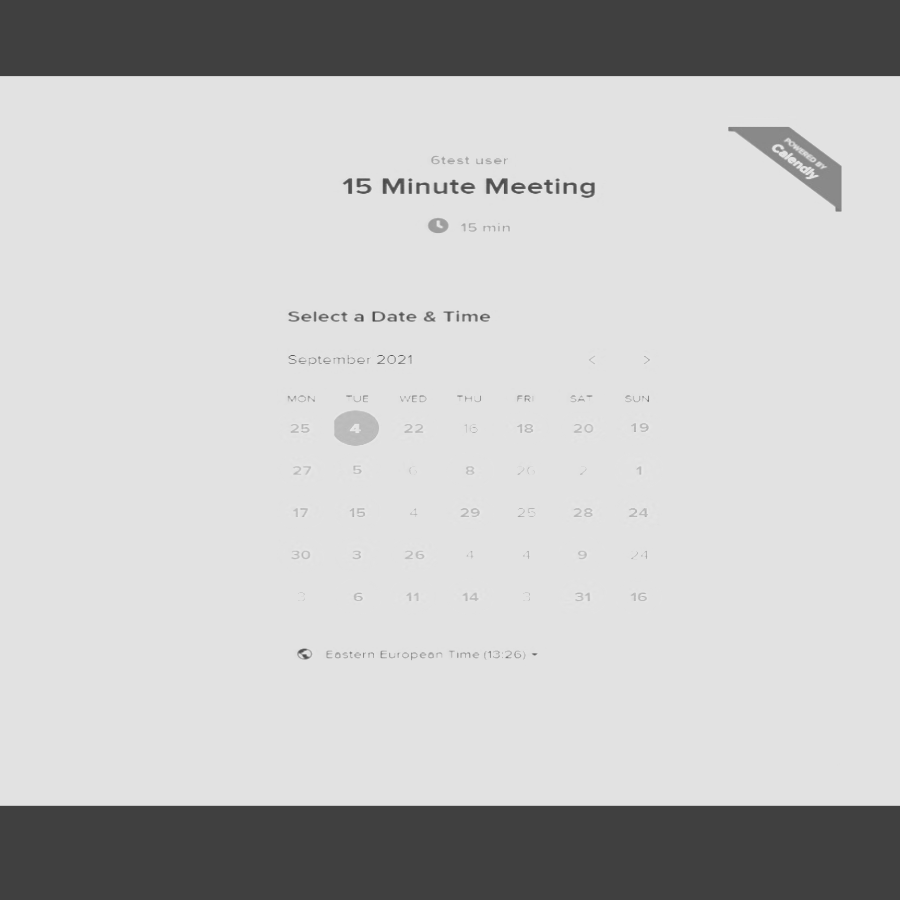 POWERED BY
Calendly
6test user
15 Minute Meeting
15 min
Select a Date & Time
September 2021
< >
MON TUE WED THU FRI SAT SUN
25 4 22 16 18 20 19
27 5 8 26 2 1
17 15 4 29 25 28 24
30 3 26 4 4 9 24
6 11 14 31 16
Eastern European Time (13:26)